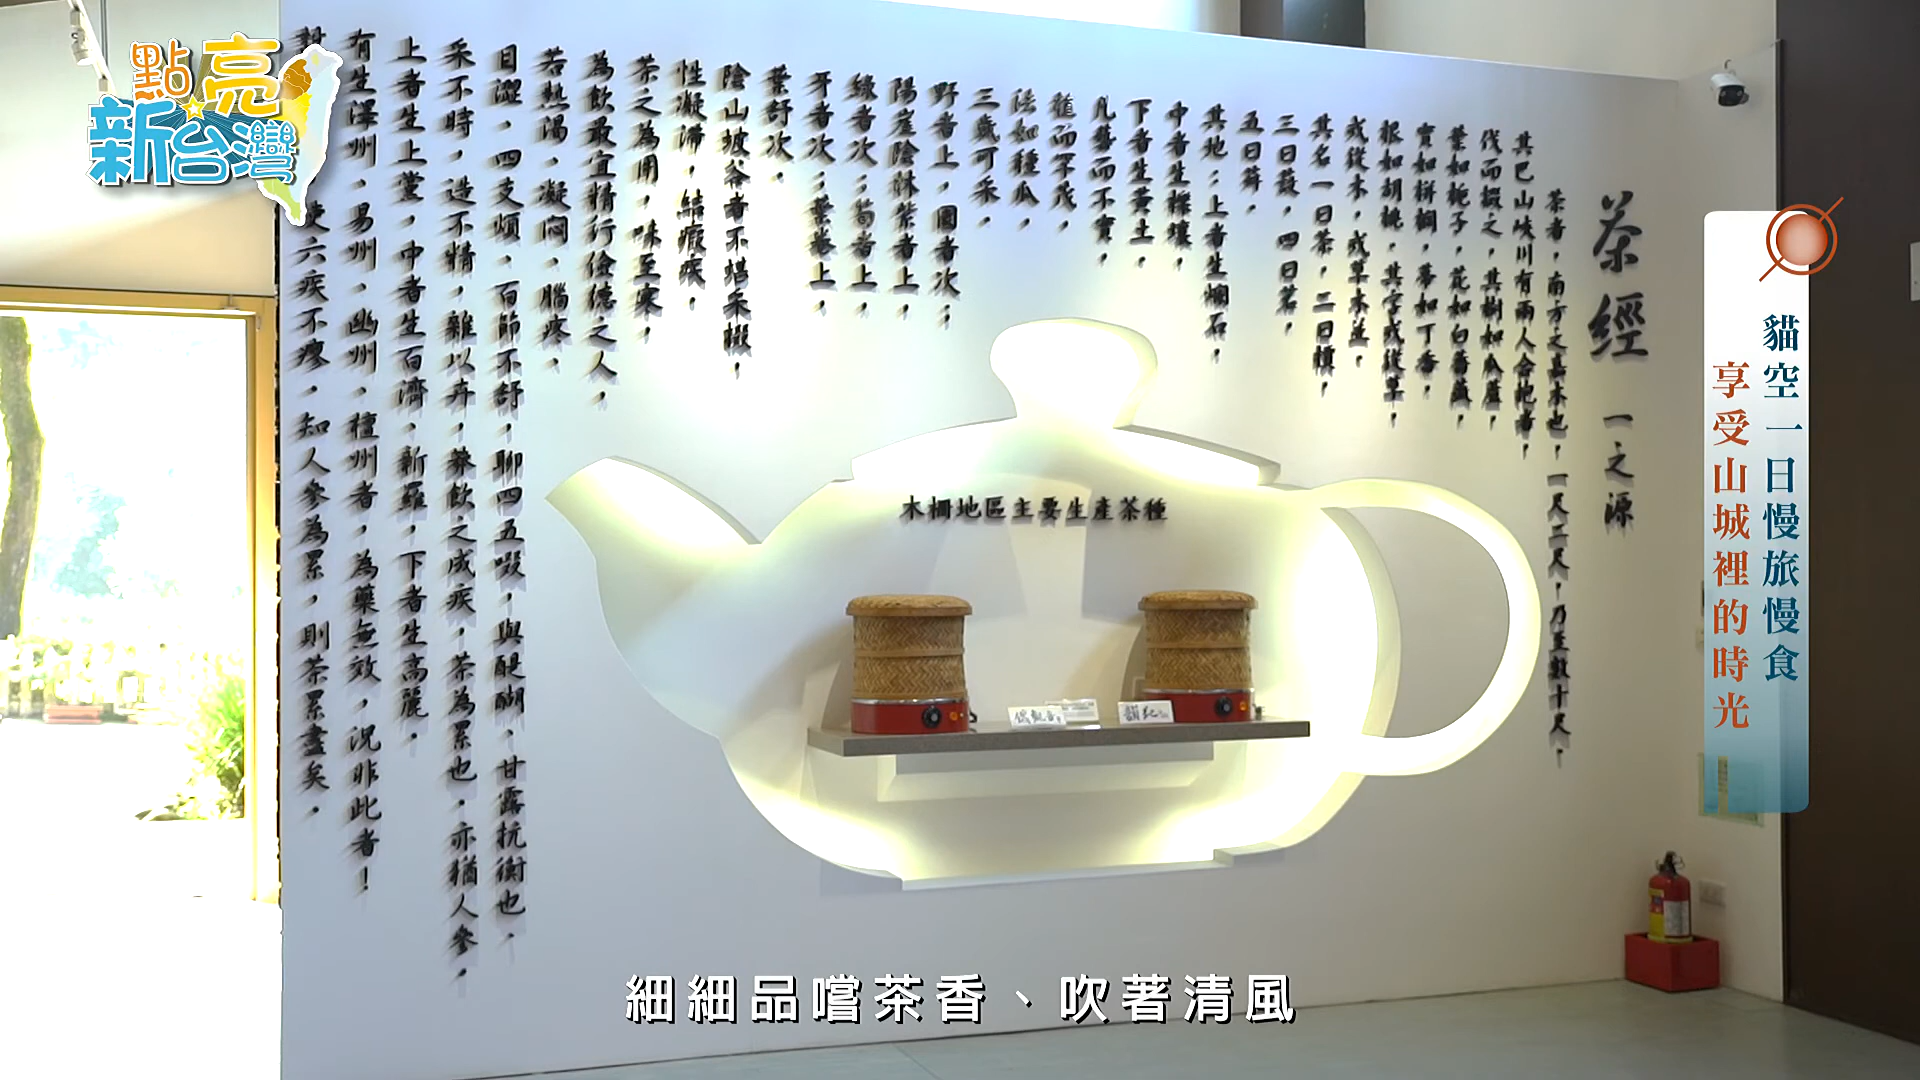 點亮
新台灣
貓空一日慢旅慢食
享受山城裡的時光
茶經 一之源
茶者，南方之嘉木也，一尺二尺，乃至數十尺，
其巴山峽川有兩人合抱者，
伐而掇之，其樹如瓜蘆，
葉如梔子，花如白薔薇，
實如栟櫚，蒂如丁香，
根如胡桃，其字或從草，
或從木，或草木並，
其名一曰茶，二曰檟，
三曰蔎，四曰茗，
五曰荈，
其地：上者生爛石，
中者生櫟壤，
下者生黃土，
凡藝而不實，
植而罕茂，
法如種瓜，
三歲可采，
野者上，園者次；
陽崖陰林紫者上，
綠者次；筍者上，
牙者次；葉卷上，
葉舒次，
陰山坡谷者不堪采掇，
性凝滯，結瘕疾，
茶之為用，味至寒，
為飲最宜精行儉德之人，
若熱渴，凝悶，腦疼，
目澀，四支煩，百節不舒，聊四五啜，與醍醐、甘露抗衡也，
采不時，造不精，雜以卉，莽飲之成疾，茶為累也，亦猶人參，
上者生上黨，中者生百濟，新羅，下者生高麗，
有生澤州，易州，幽州，檀州者，為藥無效，況非此者！
使六疾不瘳，知人參為累，則茶累盡矣，
木柵地區主要生產茶種
鐵觀音
細細品嚐茶香、吹著清風